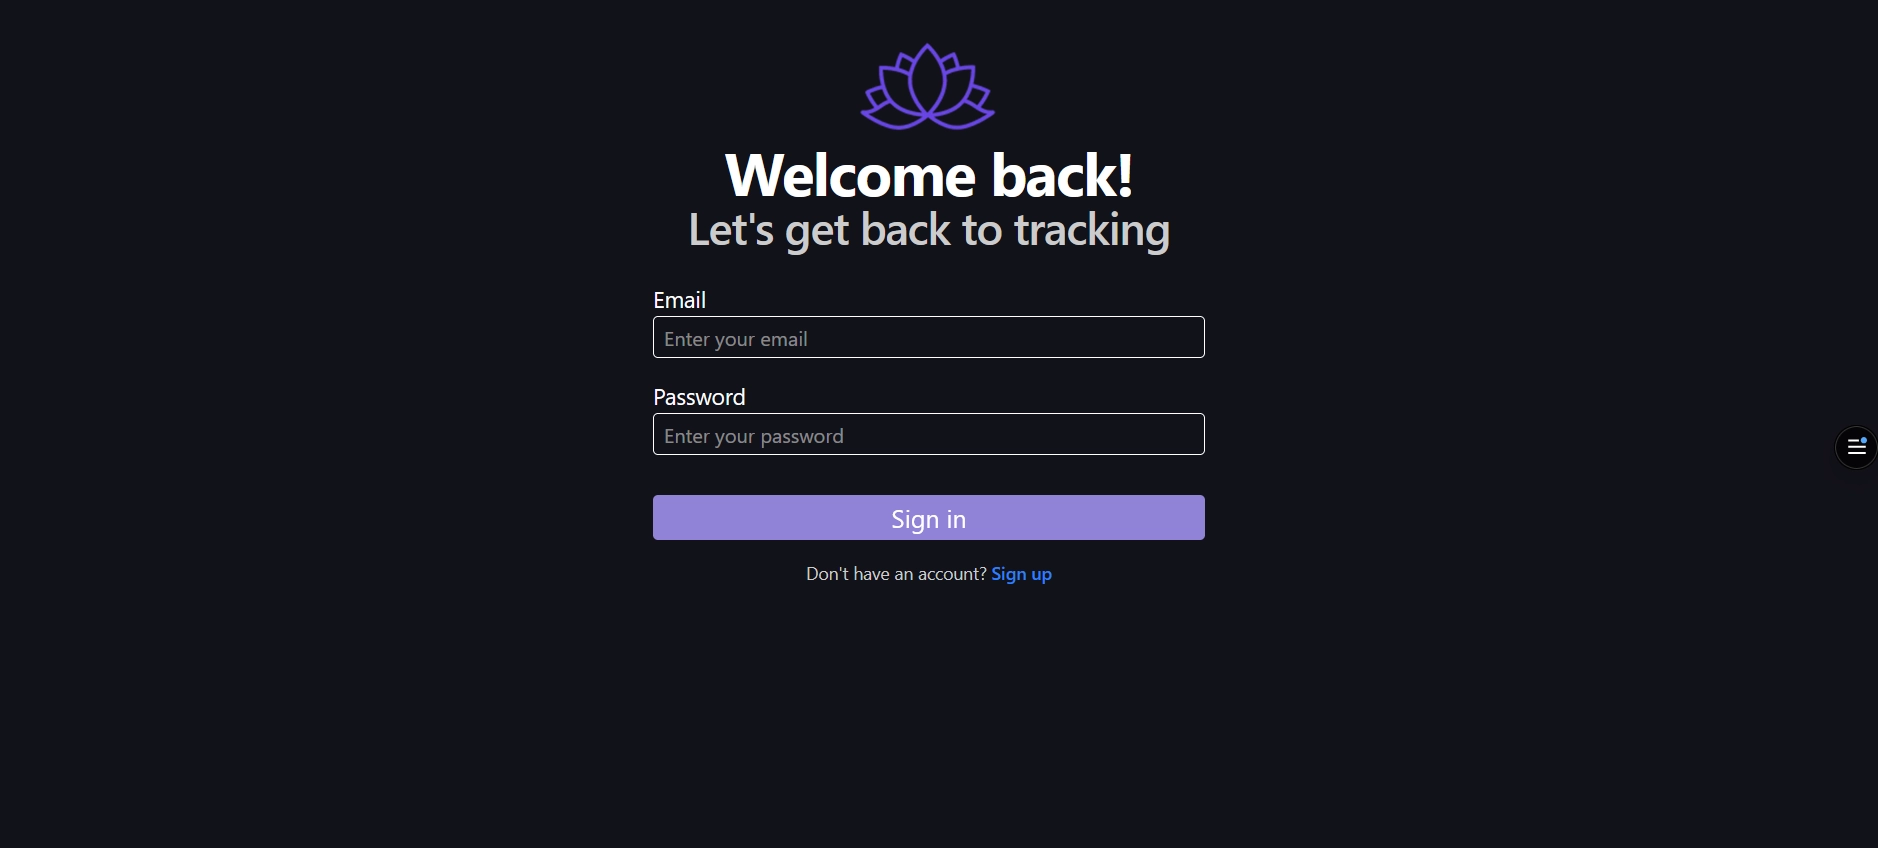 Welcome back!
Let's get back to tracking
Email
Enter your email
Password
Enter your password
Sign in
Don't have an account? Sign up